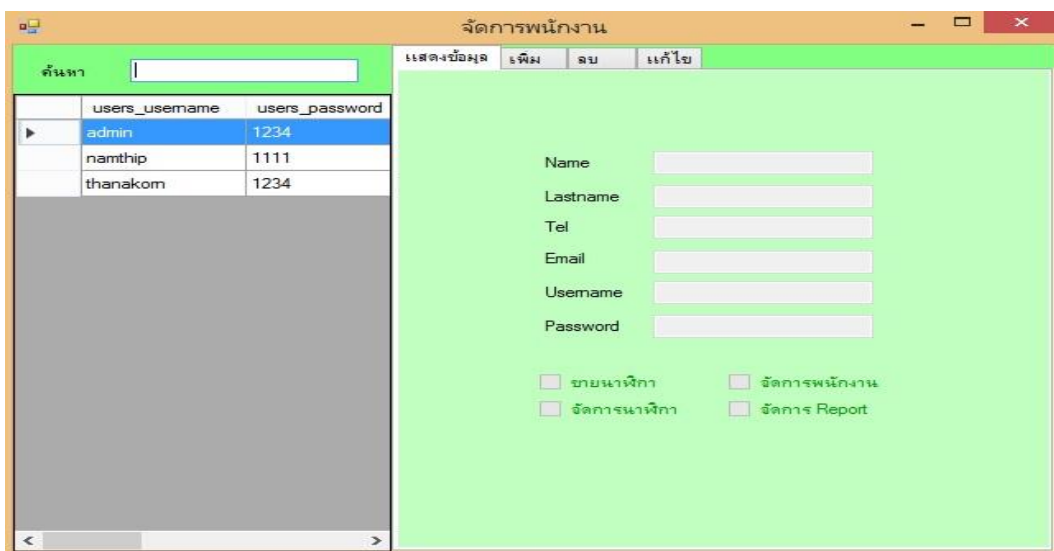 จัดการพนักงาน
ค้นหา
users_username users_password
admin 1234
namthip 1111
thanakorn 1234
แสดงข้อมูล เพิ่ม ลบ แก้ไข
Name
Lastname
Tel
Email
Username
Password
ขายนาฬิกา จัดการพนักงาน
จัดการนาฬิกา จัดการ Report